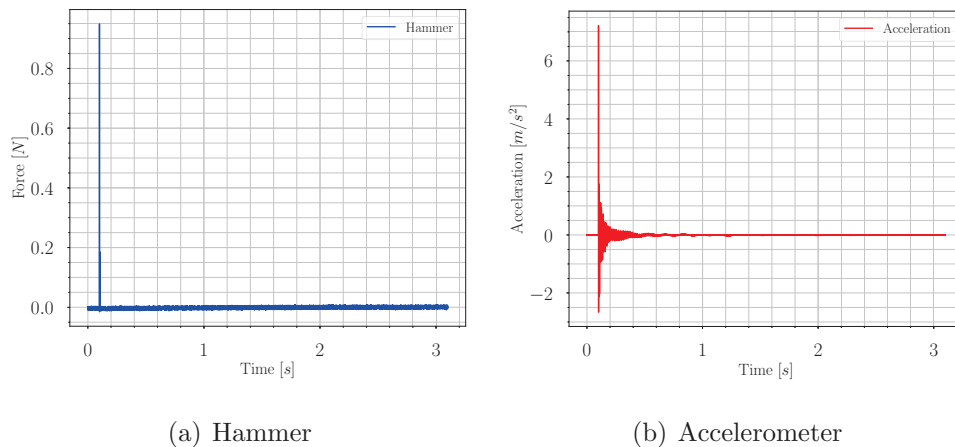 Hammer
0.8
0.6
0.4
0.2
0.0
Force [N]
0 1 2 3
Time [s]
(a) Hammer
Acceleration
6
4
2
0
−2
Acceleration [m/s²]
0 1 2 3
Time [s]
(b) Accelerometer